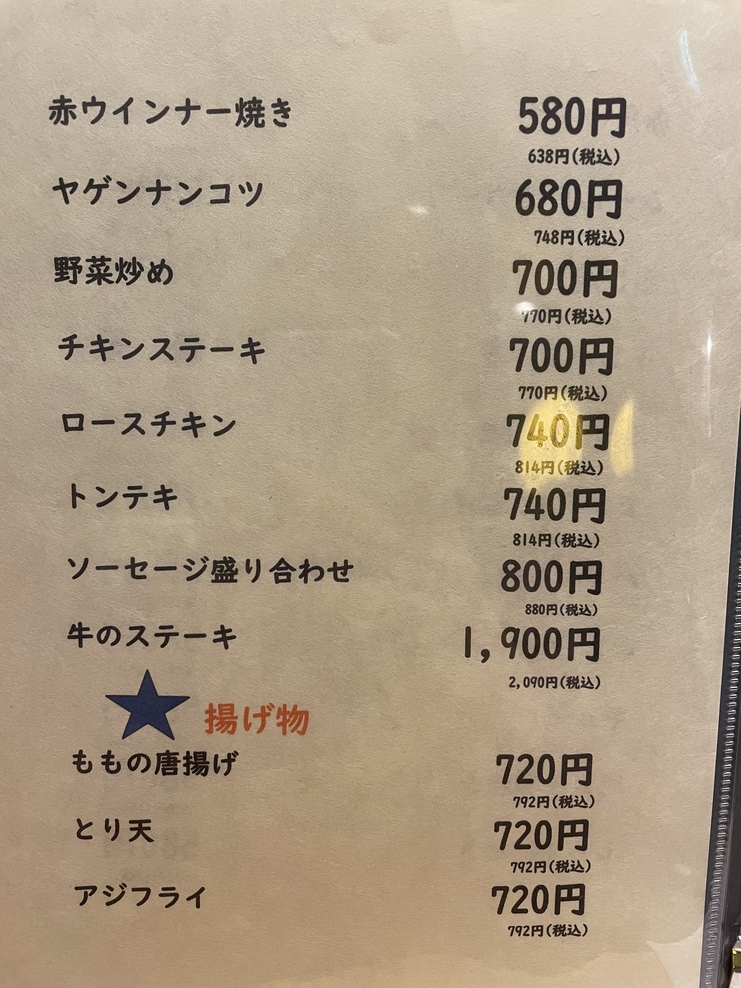 赤ウインナー焼き 580円
638円(税込)
ヤゲンナンコツ 680円
748円(税込)
野菜炒め 700円
770円(税込)
チキンステーキ 700円
770円(税込)
ロースチキン 740円
814円(税込)
トンテキ 740円
814円(税込)
ソーセージ盛り合わせ 800円
880円(税込)
牛のステーキ 1,900円
2,090円(税込)
揚げ物
ももの唐揚げ 720円
792円(税込)
とり天 720円
792円(税込)
アジフライ 720円
792円(税込)